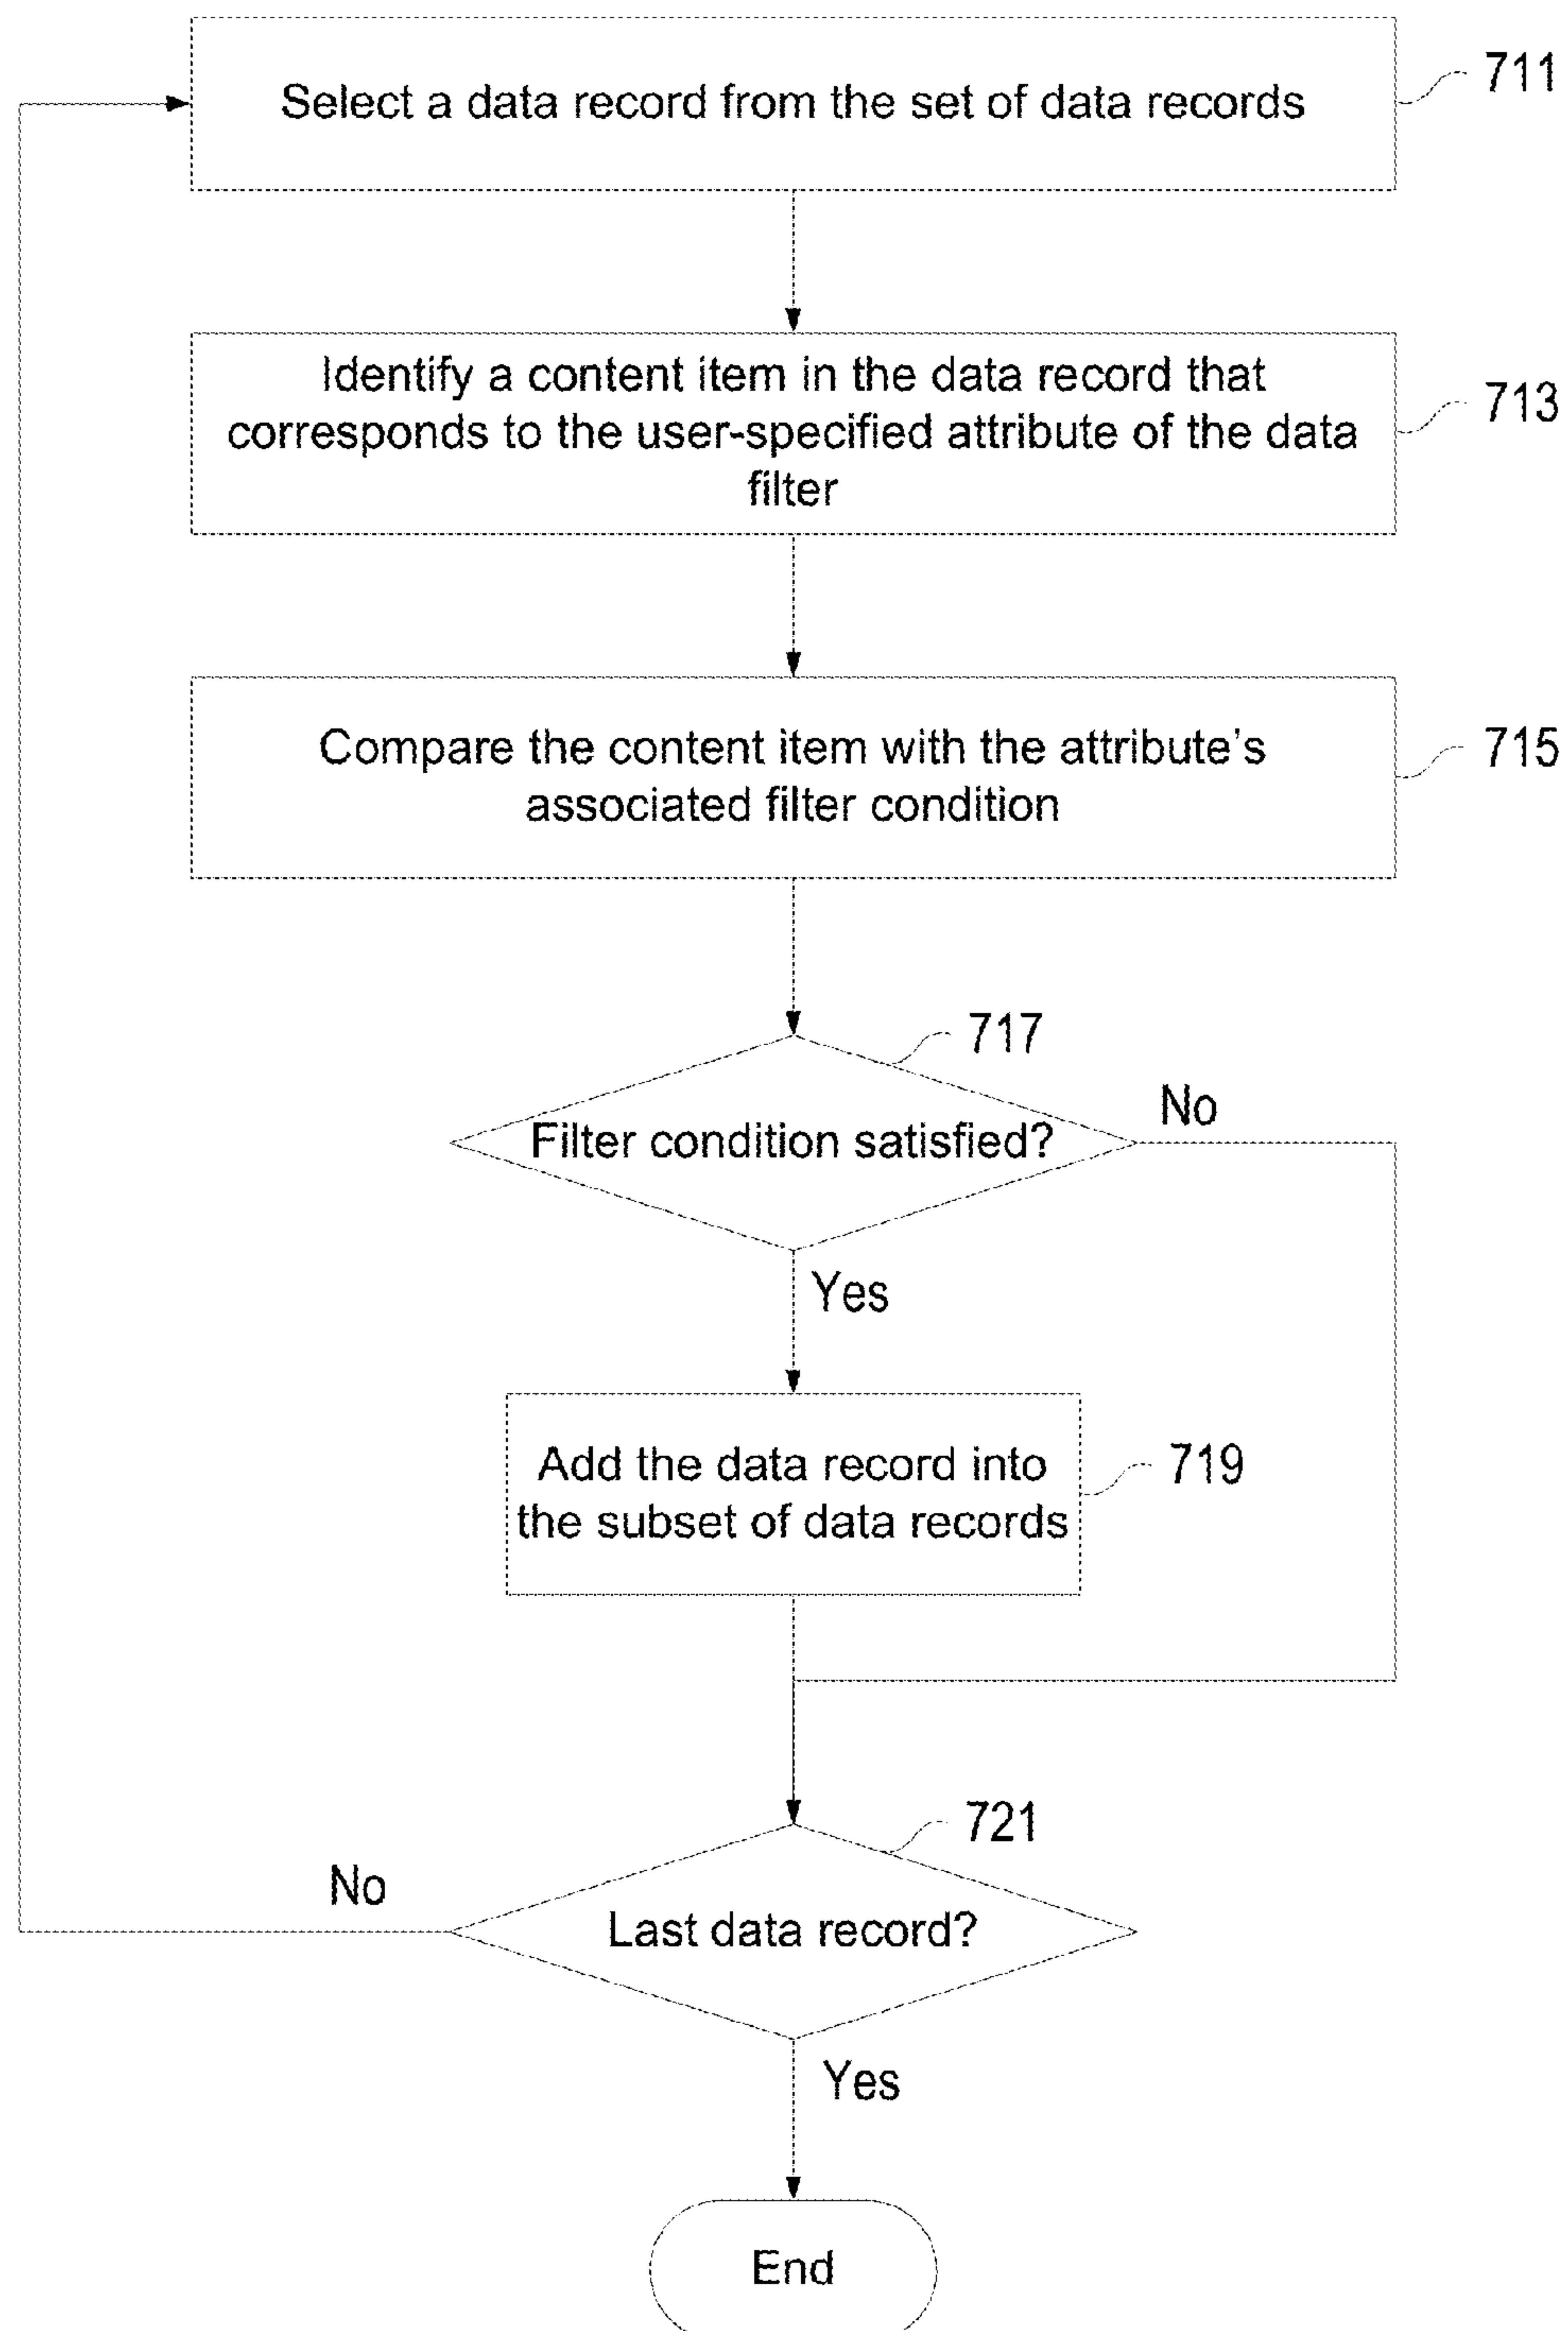 Select a data record from the set of data records
711
Identify a content item in the data record that
corresponds to the user-specified attribute of the data
filter
713
Compare the content item with the attribute's
associated filter condition
715
717
Filter condition satisfied?
No
Yes
Add the data record into
the subset of data records
719
721
Last data record?
No
Yes
End